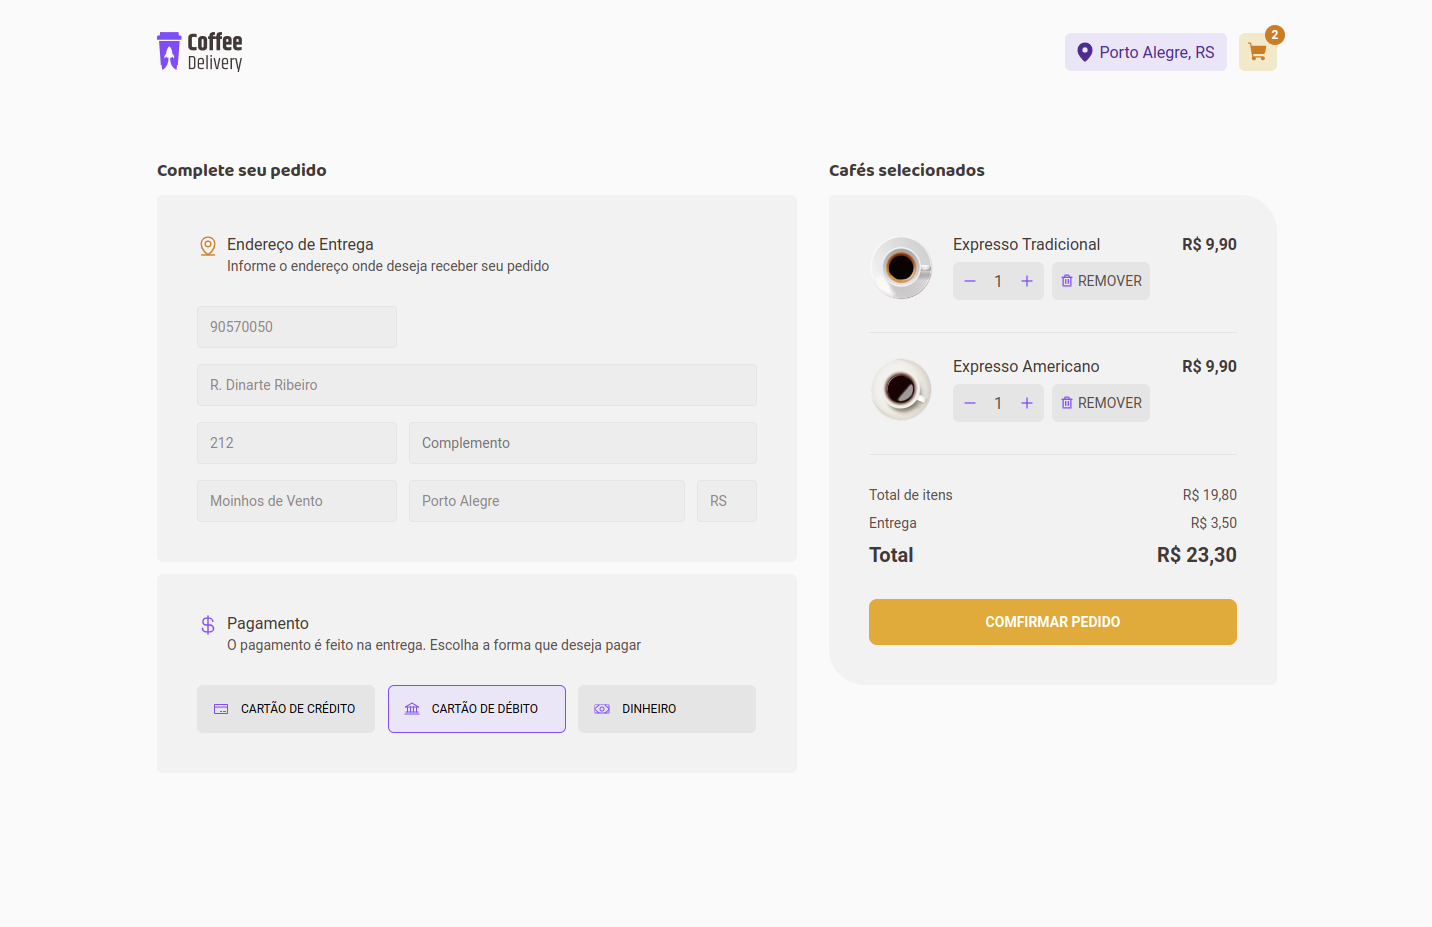 Coffee
Delivery
Porto Alegre, RS
2
Complete seu pedido
Endereço de Entrega
Informe o endereço onde deseja receber seu pedido
90570050
R. Dinarte Ribeiro
212
Complemento
Moinhos de Vento
Porto Alegre
RS
Pagamento
O pagamento é feito na entrega. Escolha a forma que deseja pagar
CARTÃO DE CRÉDITO
CARTÃO DE DÉBITO
DINHEIRO
Cafés selecionados
Expresso Tradicional
R$ 9,90
1
REMOVER
Expresso Americano
R$ 9,90
1
REMOVER
Total de itens
R$ 19,80
Entrega
R$ 3,50
Total
R$ 23,30
COMFIRMAR PEDIDO